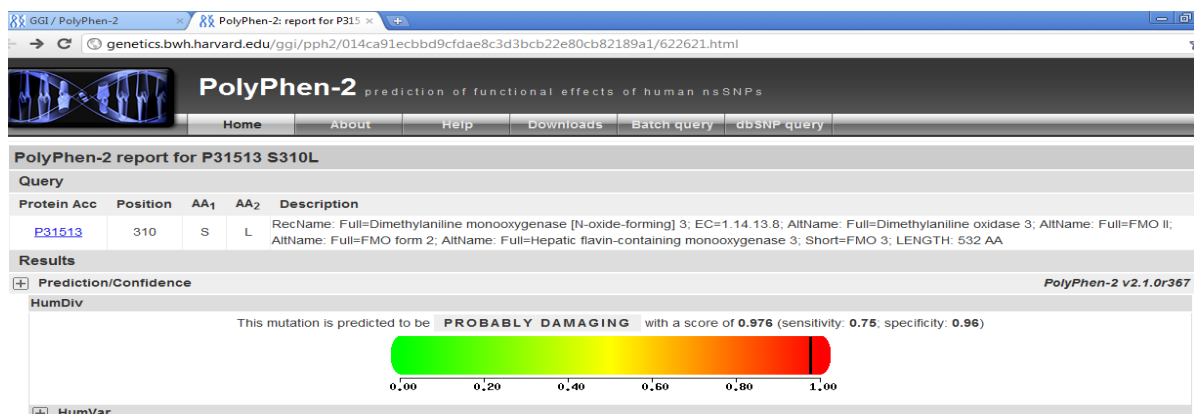 GGI / PolyPhen-2
PolyPhen-2: report for P315
genetics.bwh.harvard.edu/ggi/pph2/014ca91ecbbd9cfdae8c3d3bcb22e80cb82189a1/622621.html
PolyPhen-2 prediction of functional effects of human nsSNPs
Home About Help Downloads Batch query dbSNP query
PolyPhen-2 report for P31513 S310L
Query
Protein Acc Position AA1 AA2 Description
P31513 310 S L RecName: Full=Dimethylaniline monooxygenase [N-oxide-forming] 3; EC=1.14.13.8; AltName: Full=Dimethylaniline oxidase 3; AltName: Full=FMO II;
AltName: Full=FMO form 2; AltName: Full=Hepatic flavin-containing monooxygenase 3; Short=FMO 3; LENGTH: 532 AA
Results
Prediction/Confidence PolyPhen-2 v2.1.0r367
HumDiv
This mutation is predicted to be PROBABLY DAMAGING with a score of 0.976 (sensitivity: 0.75; specificity: 0.96)
0,00 0,20 0,40 0,60 0,80 1,00
HumVar